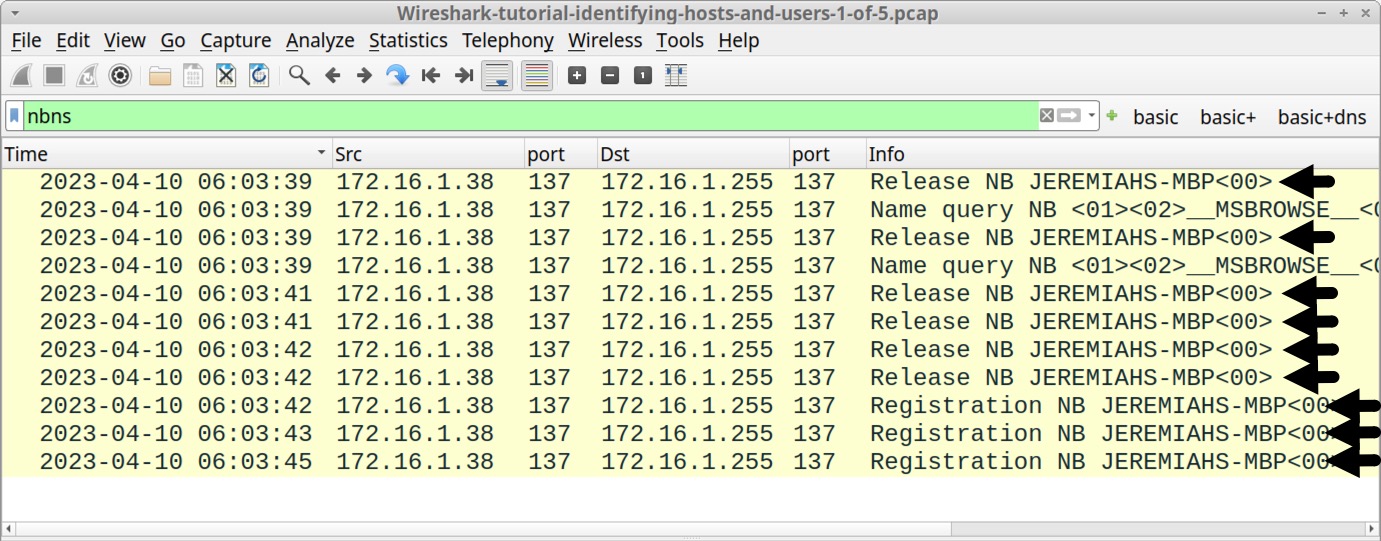 Wireshark-tutorial-identifying-hosts-and-users-1-of-5.pcap
File Edit View Go Capture Analyze Statistics Telephony Wireless Tools Help
nbns basic basic+ basic+dns
Time Src port Dst port Info
2023-04-10 06:03:39 172.16.1.38 137 172.16.1.255 137 Release NB JEREMIAHS-MBP<00>
2023-04-10 06:03:39 172.16.1.38 137 172.16.1.255 137 Name query NB <01><02>__MSBROWSE__<0
2023-04-10 06:03:39 172.16.1.38 137 172.16.1.255 137 Release NB JEREMIAHS-MBP<00>
2023-04-10 06:03:39 172.16.1.38 137 172.16.1.255 137 Name query NB <01><02>__MSBROWSE__<0
2023-04-10 06:03:41 172.16.1.38 137 172.16.1.255 137 Release NB JEREMIAHS-MBP<00>
2023-04-10 06:03:41 172.16.1.38 137 172.16.1.255 137 Release NB JEREMIAHS-MBP<00>
2023-04-10 06:03:42 172.16.1.38 137 172.16.1.255 137 Release NB JEREMIAHS-MBP<00>
2023-04-10 06:03:42 172.16.1.38 137 172.16.1.255 137 Release NB JEREMIAHS-MBP<00>
2023-04-10 06:03:42 172.16.1.38 137 172.16.1.255 137 Registration NB JEREMIAHS-MBP<00>
2023-04-10 06:03:43 172.16.1.38 137 172.16.1.255 137 Registration NB JEREMIAHS-MBP<00>
2023-04-10 06:03:45 172.16.1.38 137 172.16.1.255 137 Registration NB JEREMIAHS-MBP<00>